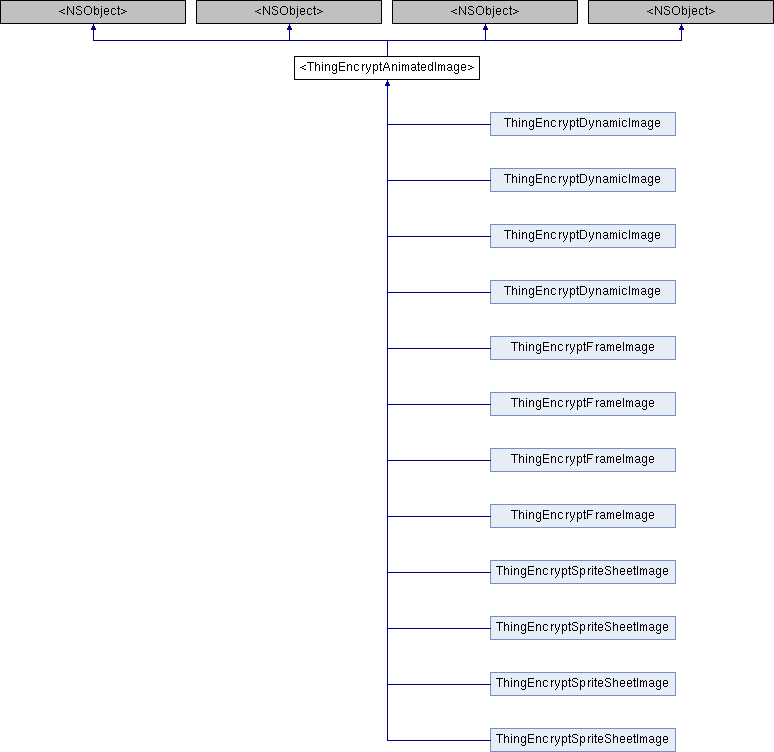 <NSObject>
<NSObject>
<NSObject>
<NSObject>
<ThingEncryptAnimatedImage>
ThingEncryptDynamicImage
ThingEncryptDynamicImage
ThingEncryptDynamicImage
ThingEncryptDynamicImage
ThingEncryptFrameImage
ThingEncryptFrameImage
ThingEncryptFrameImage
ThingEncryptFrameImage
ThingEncryptSpriteSheetImage
ThingEncryptSpriteSheetImage
ThingEncryptSpriteSheetImage
ThingEncryptSpriteSheetImage